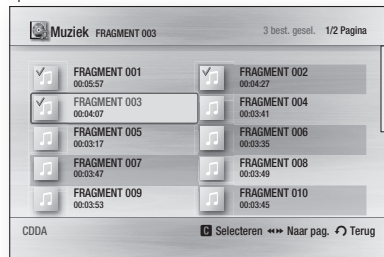 Muziek FRAGMENT 003 3 best. gesel. 1/2 Pagina
FRAGMENT 001 FRAGMENT 002
00:05:57 00:04:27
FRAGMENT 003 FRAGMENT 004
00:04:07 00:03:41
FRAGMENT 005 FRAGMENT 006
00:03:17 00:03:35
FRAGMENT 007 FRAGMENT 008
00:03:47 00:03:49
FRAGMENT 009 FRAGMENT 010
00:03:53 00:03:45
CDDA C Selecteren Naar pag. Terug